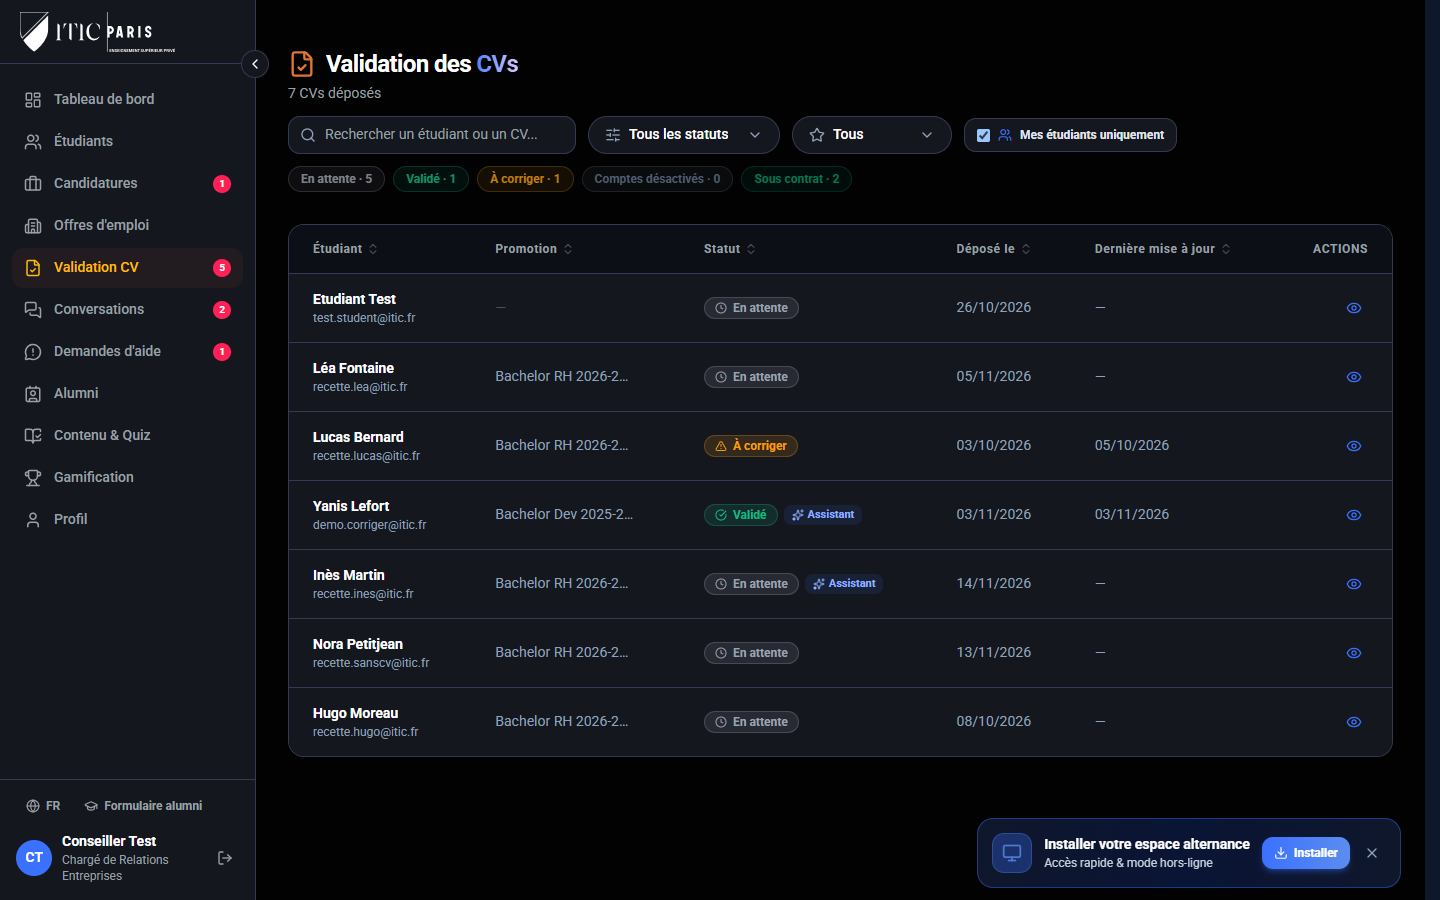 ITIC PARIS
ENSEIGNEMENT SUPÉRIEUR PRIVÉ
Tableau de bord
Étudiants
Candidatures 1
Offres d'emploi
Validation CV 5
Conversations 2
Demandes d'aide 1
Alumni
Contenu & Quiz
Gamification
Profil
FR Formulaire alumni
CT
Conseiller Test
Chargé de Relations
Entreprises
Validation des CVs
7 CVs déposés
Rechercher un étudiant ou un CV...
Tous les statuts
Tous
Mes étudiants uniquement
En attente · 5
Validé · 1
À corriger · 1
Comptes désactivés · 0
Sous contrat · 2
Étudiant Promotion Statut Déposé le Dernière mise à jour ACTIONS
Etudiant Test
test.student@itic.fr
— En attente 26/10/2026 —
Léa Fontaine
recette.lea@itic.fr
Bachelor RH 2026-2... En attente 05/11/2026 —
Lucas Bernard
recette.lucas@itic.fr
Bachelor RH 2026-2... À corriger 03/10/2026 05/10/2026
Yanis Lefort
demo.corriger@itic.fr
Bachelor Dev 2025-2... Validé Assistant 03/11/2026 03/11/2026
Inès Martin
recette.ines@itic.fr
Bachelor RH 2026-2... En attente Assistant 14/11/2026 —
Nora Petitjean
recette.sanscv@itic.fr
Bachelor RH 2026-2... En attente 13/11/2026 —
Hugo Moreau
recette.hugo@itic.fr
Bachelor RH 2026-2... En attente 08/10/2026 —
Installer votre espace alternance
Accès rapide & mode hors-ligne
Installer